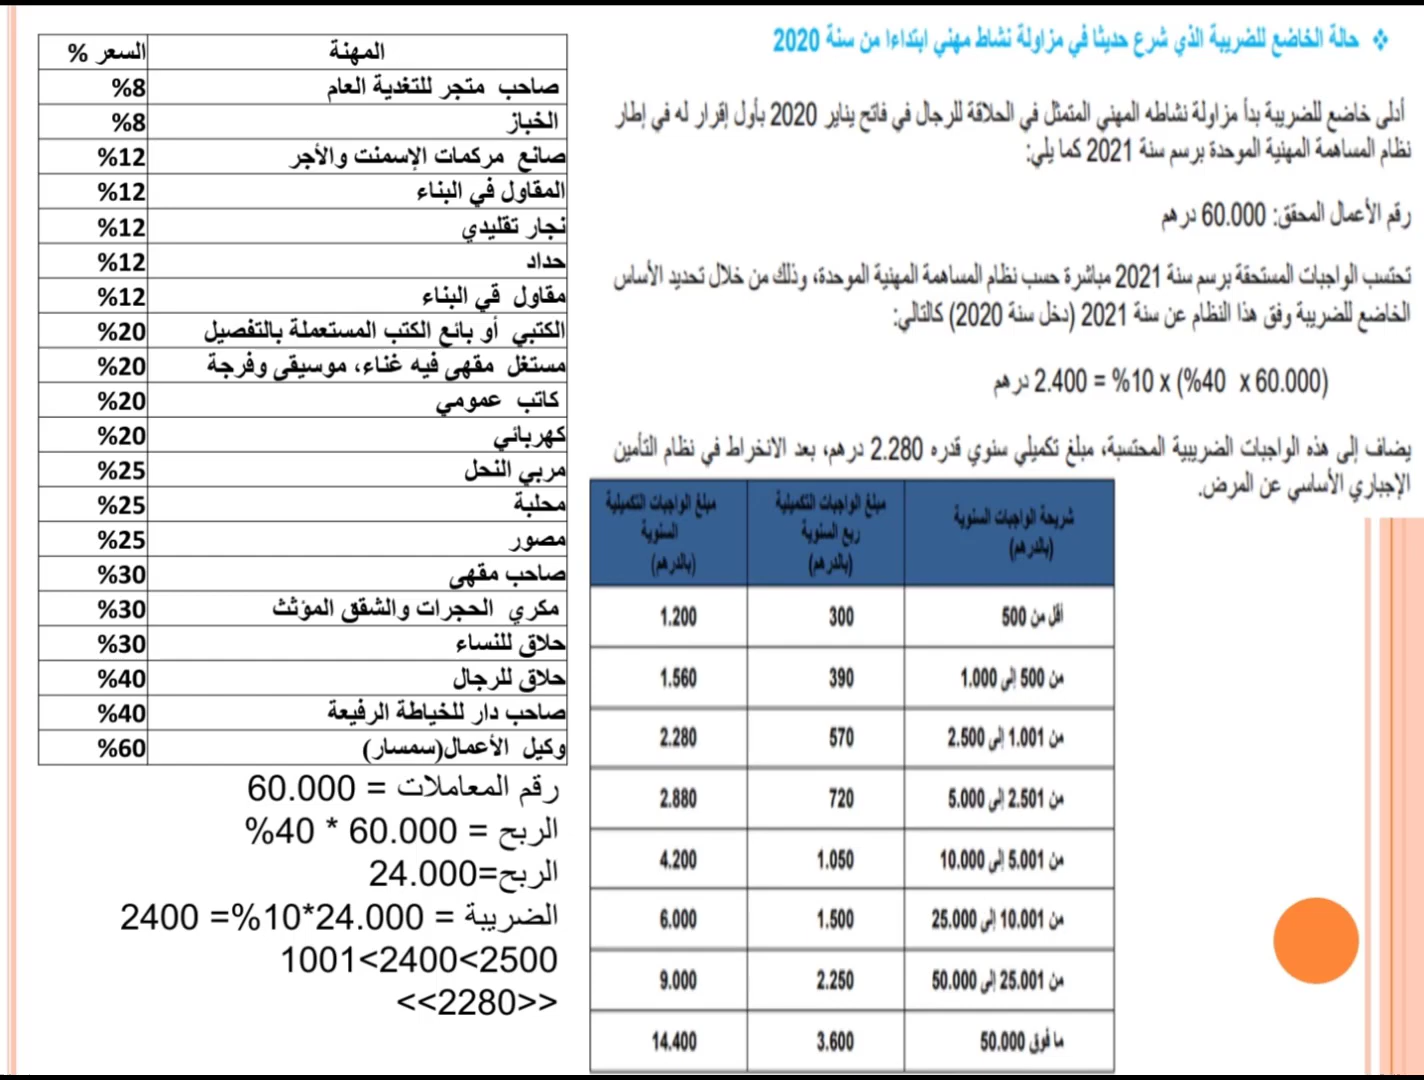 ❖ حالة الخاضع للضريبة الذي شرع حديثا في مزاولة نشاط مهني ابتداءا من سنة 2020
أدلى خاضع للضريبة بدأ مزاولة نشاطه المهني المتمثل في الحلاقة للرجال في فاتح يناير 2020 بأول إقرار له في إطار
نظام المساهمة المهنية الموحدة برسم سنة 2021 كما يلي:
رقم الأعمال المحقق: 60.000 درهم
تحتسب الواجبات المستحقة برسم سنة 2021 مباشرة حسب نظام المساهمة المهنية الموحدة، وذلك من خلال تحديد الأساس
الخاضع للضريبة وفق هذا النظام عن سنة 2021 (دخل سنة 2020) كالتالي:
(60.000 x 40%) x 10% = 2.400 درهم
يضاف إلى هذه الواجبات الضريبية المحتسبة، مبلغ تكميلي سنوي قدره 2.280 درهم، بعد الانخراط في نظام التأمين
الإجباري الأساسي عن المرض.
شريحة الواجبات السنوية (بالدرهم) مبلغ الواجبات التكميلية ربع السنوية (بالدرهم) مبلغ الواجبات التكميلية السنوية (بالدرهم)
أقل من 500 300 1.200
من 500 إلى 1.000 390 1.560
من 1.001 إلى 2.500 570 2.280
من 2.501 إلى 5.000 720 2.880
من 5.001 إلى 10.000 1.050 4.200
من 10.001 إلى 25.000 1.500 6.000
من 25.001 إلى 50.000 2.250 9.000
ما فوق 50.000 3.600 14.400
المهنة السعر %
صاحب متجر للتغدية العام 8%
الخباز 8%
صانع مركمات الإسمنت والأجر 12%
المقاول في البناء 12%
نجار تقليدي 12%
حداد 12%
مقاول قي البناء 12%
الكتبي أو بائع الكتب المستعملة بالتفصيل 20%
مستغل مقهى فيه غناء، موسيقى وفرجة 20%
كاتب عمومي 20%
كهربائي 20%
مربي النحل 25%
محلبة 25%
مصور 25%
صاحب مقهى 30%
مكري الحجرات والشقق المؤثث 30%
حلاق للنساء 30%
حلاق للرجال 40%
صاحب دار للخياطة الرفيعة 40%
وكيل الأعمال(سمسار) 60%
رقم المعاملات = 60.000
الربح = 60.000 * 40%
الربح=24.000
الضريبة = 24.000*10%= 2400
1001<2400<2500
<<2280>>